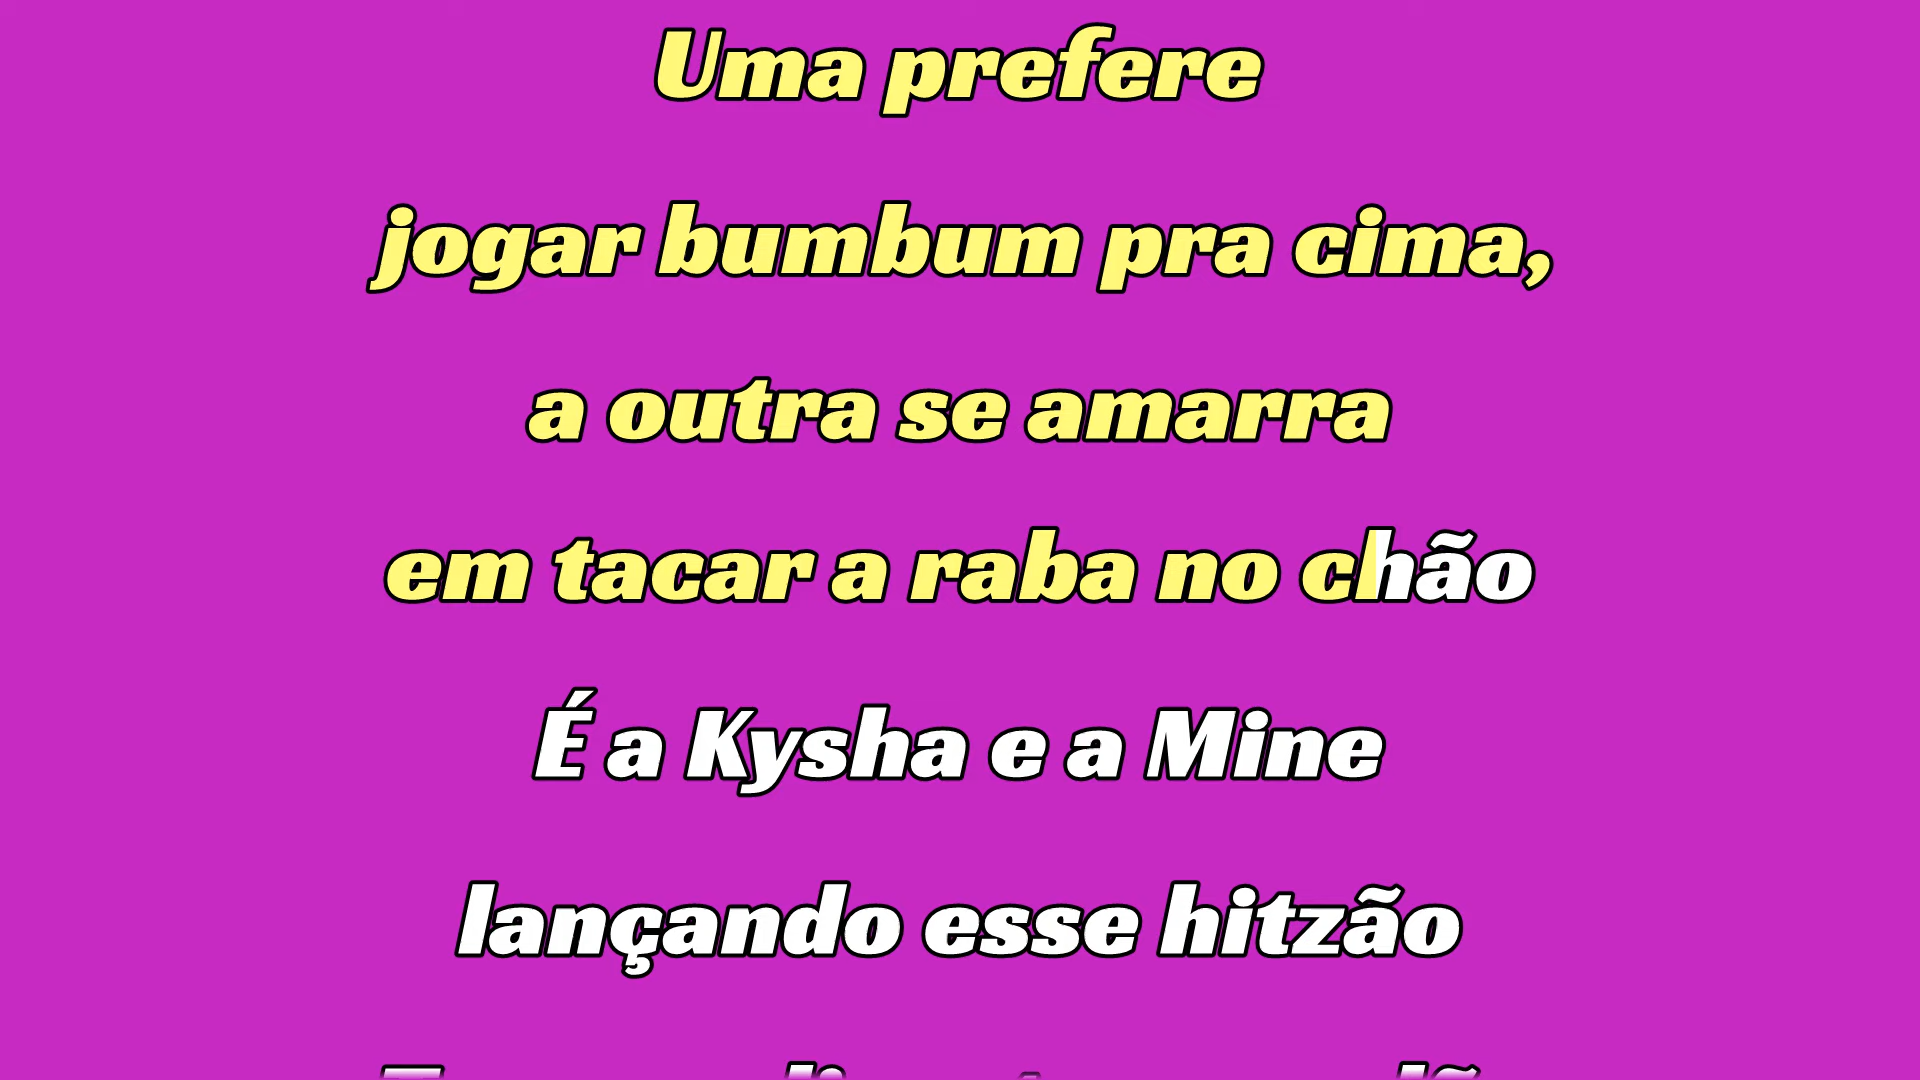 Uma prefere
jogar bumbum pra cima,
a outra se amarra
em tacar a raba no chão
É a Kysha e a Mine
lançando esse hitzão